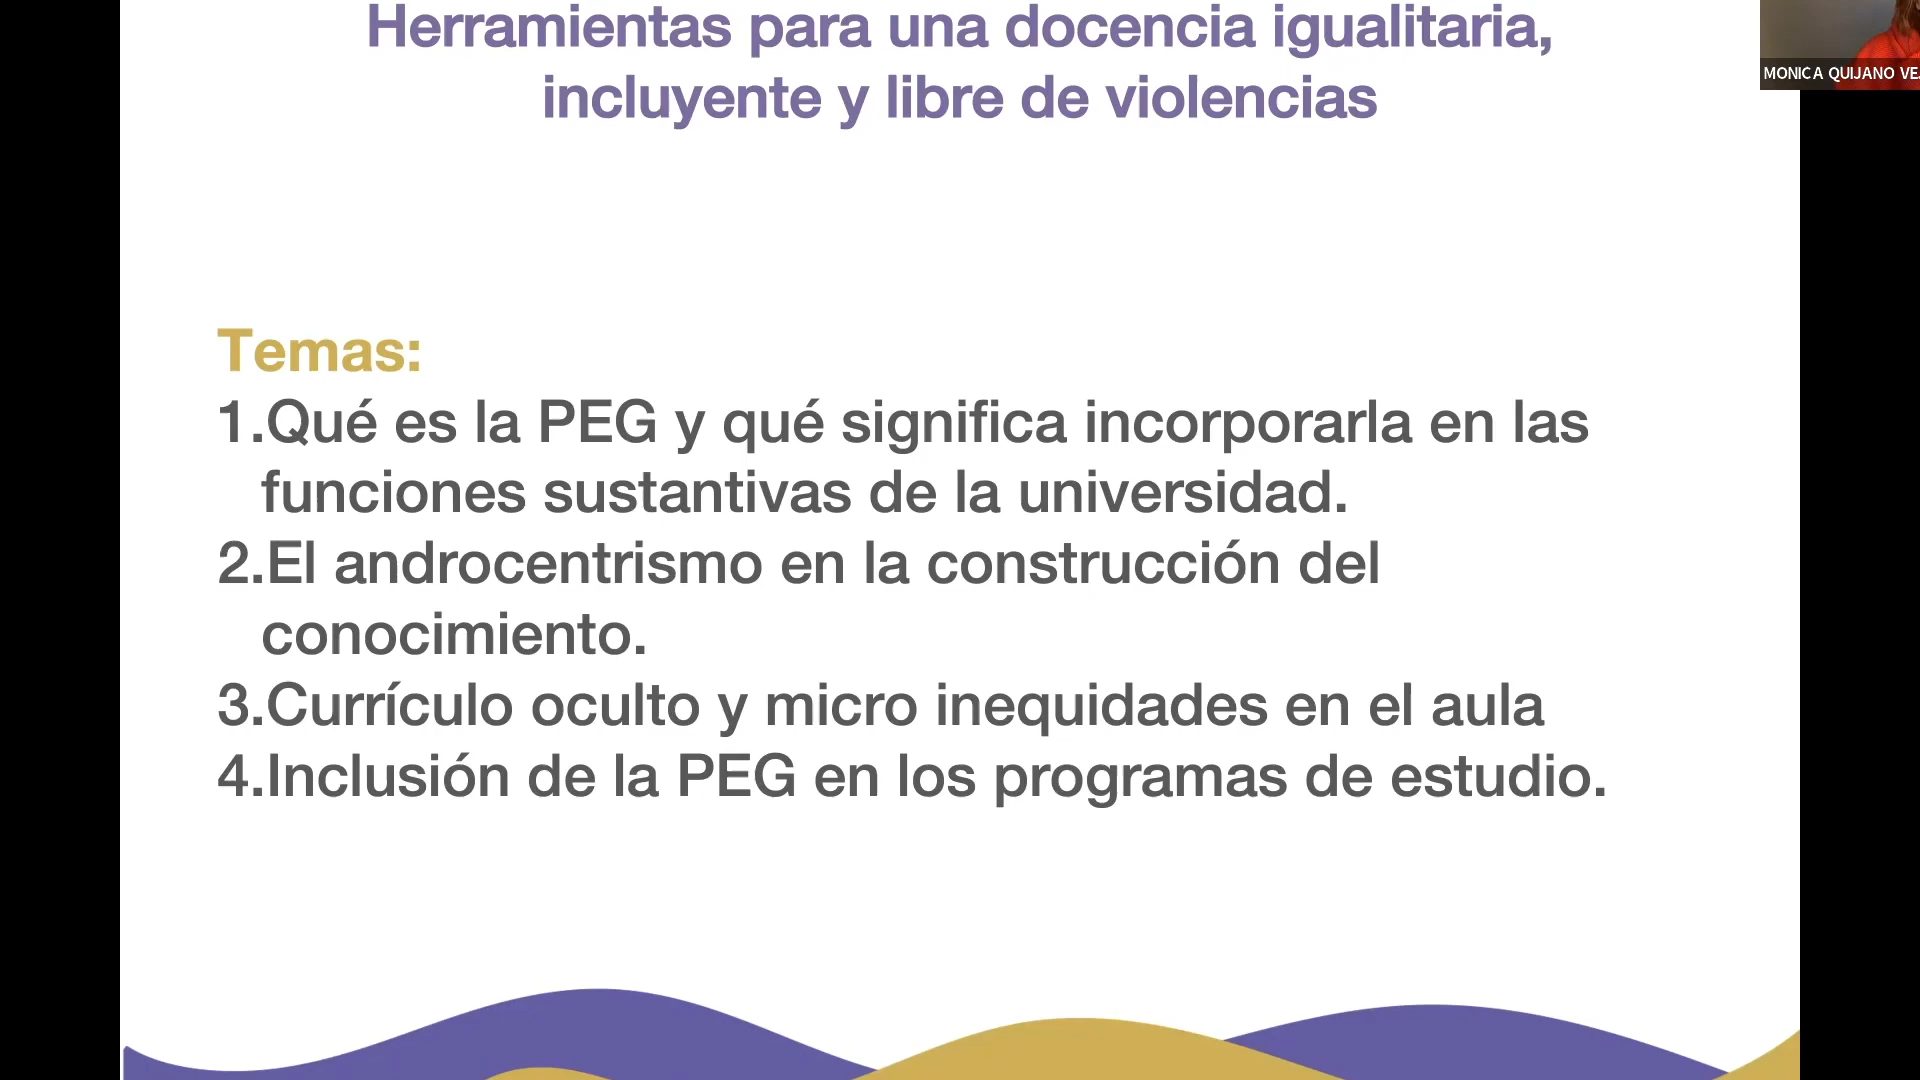 Herramientas para una docencia igualitaria,
incluyente y libre de violencias
MONICA QUIJANO
Temas:
1.Qué es la PEG y qué significa incorporarla en las
funciones sustantivas de la universidad.
2.El androcentrismo en la construcción del
conocimiento.
3.Currículo oculto y micro inequidades en el aula
4.Inclusión de la PEG en los programas de estudio.